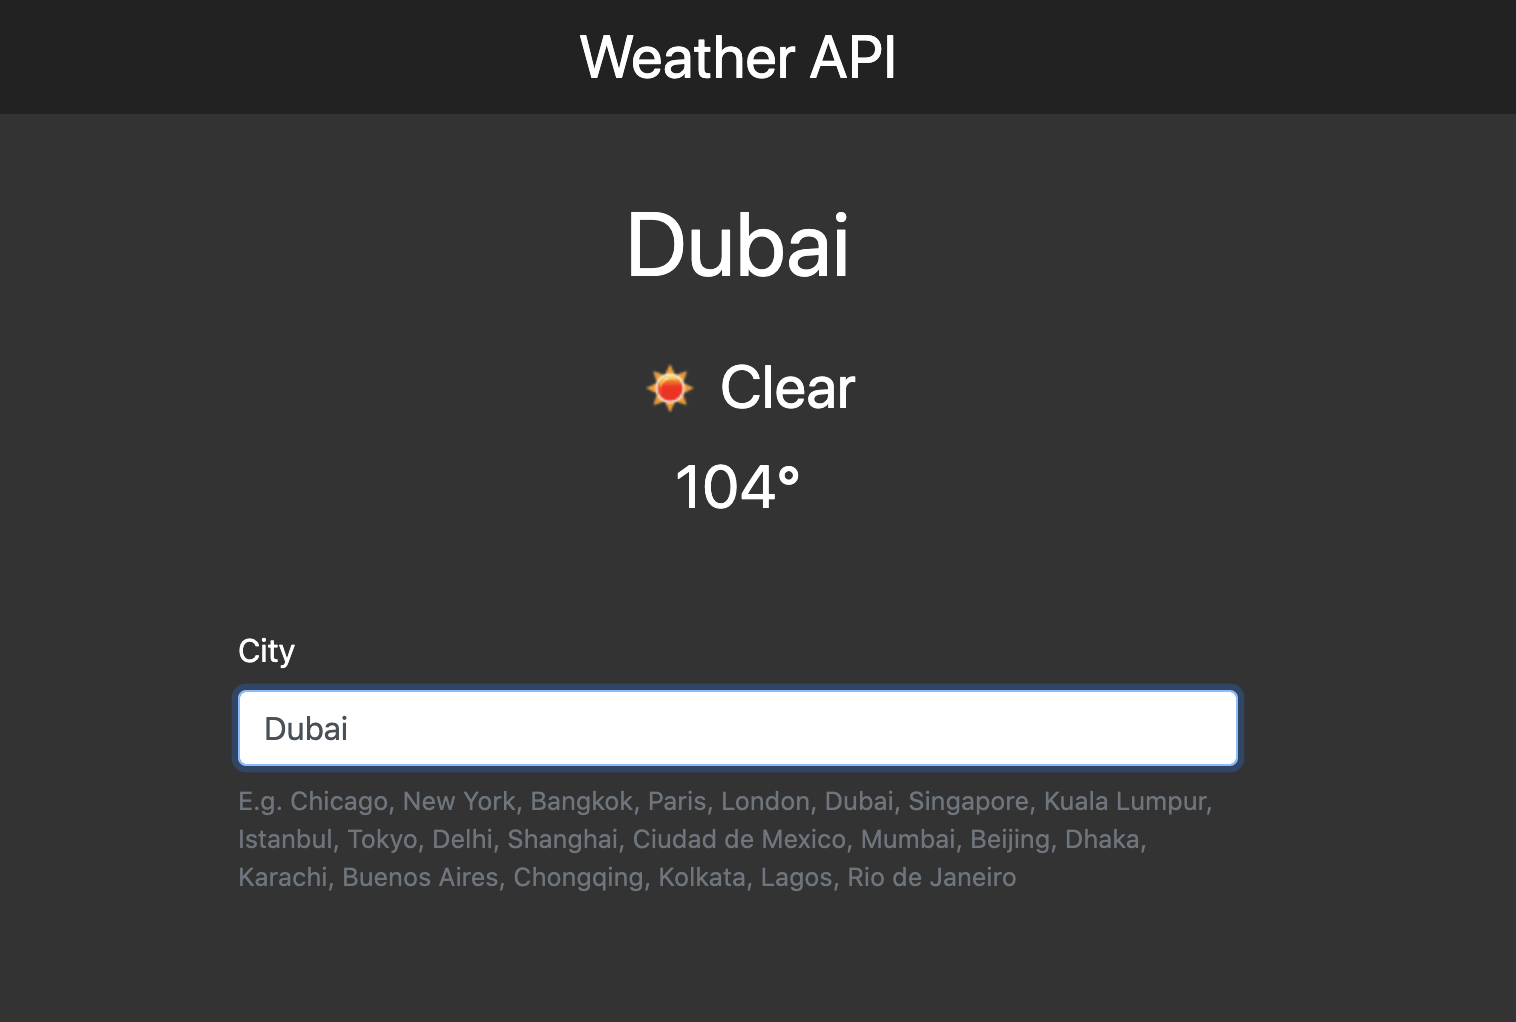 Weather API
Dubai
Clear
104°
City
Dubai
E.g. Chicago, New York, Bangkok, Paris, London, Dubai, Singapore, Kuala Lumpur,
Istanbul, Tokyo, Delhi, Shanghai, Ciudad de Mexico, Mumbai, Beijing, Dhaka,
Karachi, Buenos Aires, Chongqing, Kolkata, Lagos, Rio de Janeiro